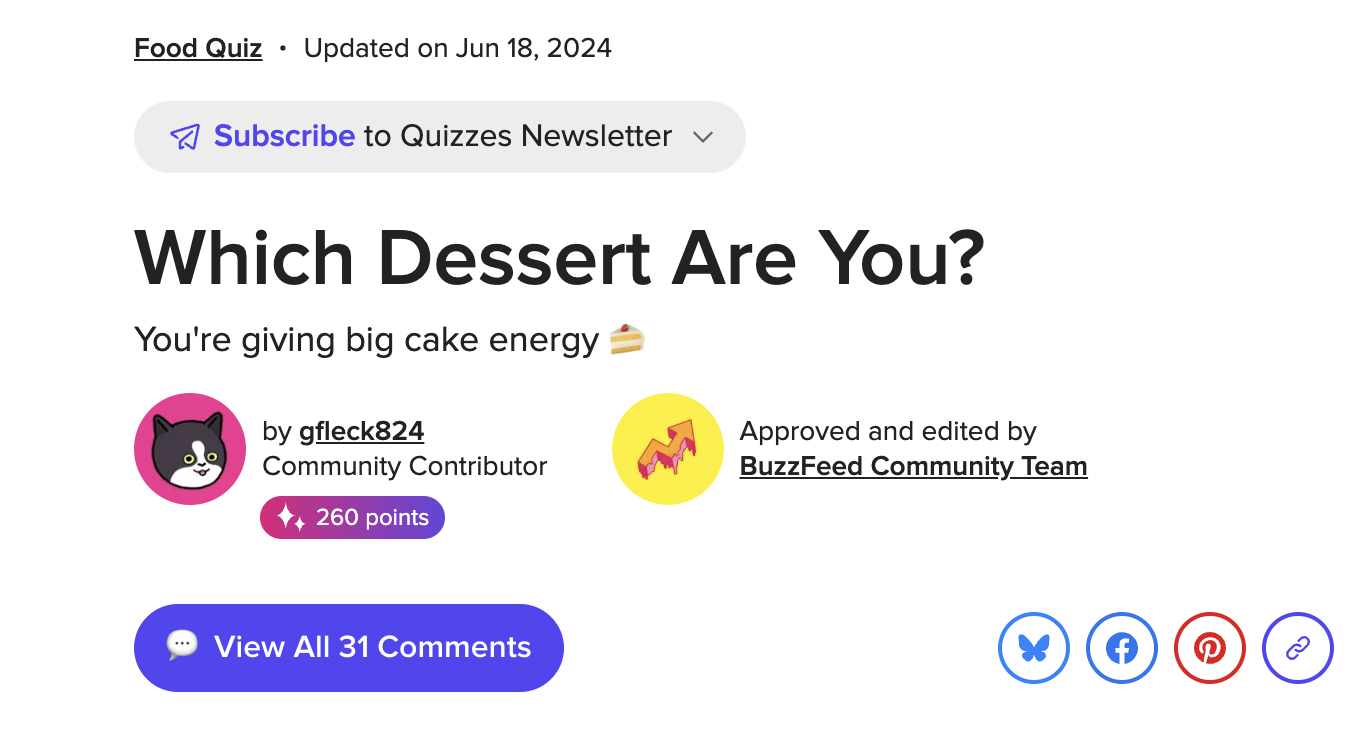 Food Quiz • Updated on Jun 18, 2024
Subscribe to Quizzes Newsletter
Which Dessert Are You?
You're giving big cake energy 🍰
by gfleck824
Community Contributor
260 points
Approved and edited by
BuzzFeed Community Team
View All 31 Comments